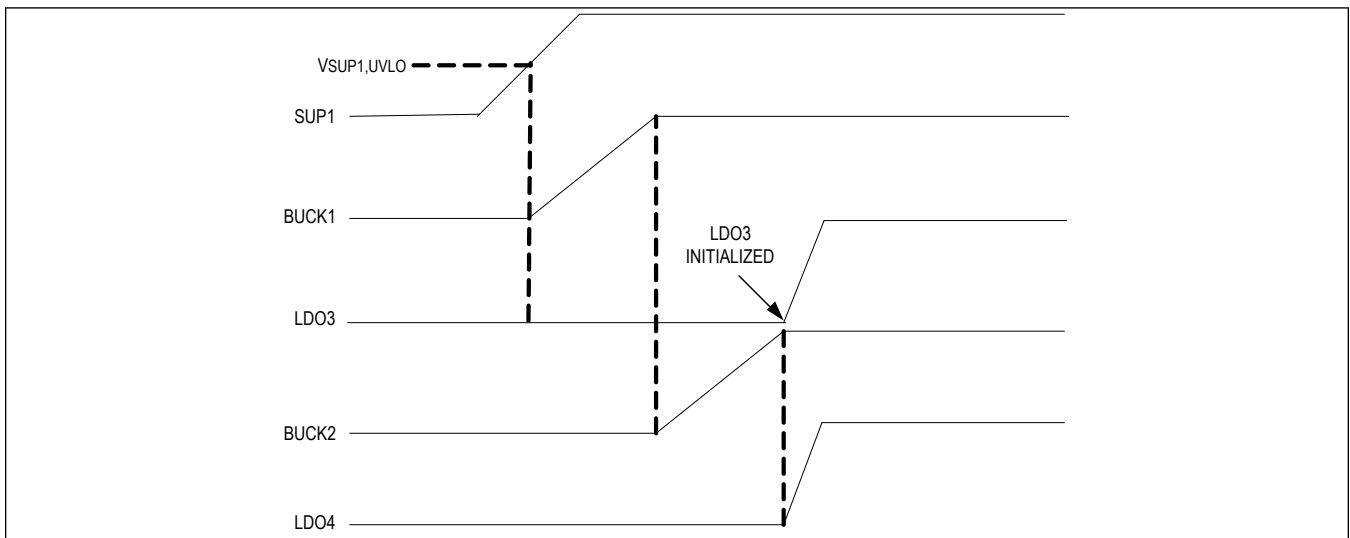 VSUP1,UVLO
SUP1
BUCK1
LDO3
INITIALIZED
LDO3
BUCK2
LDO4